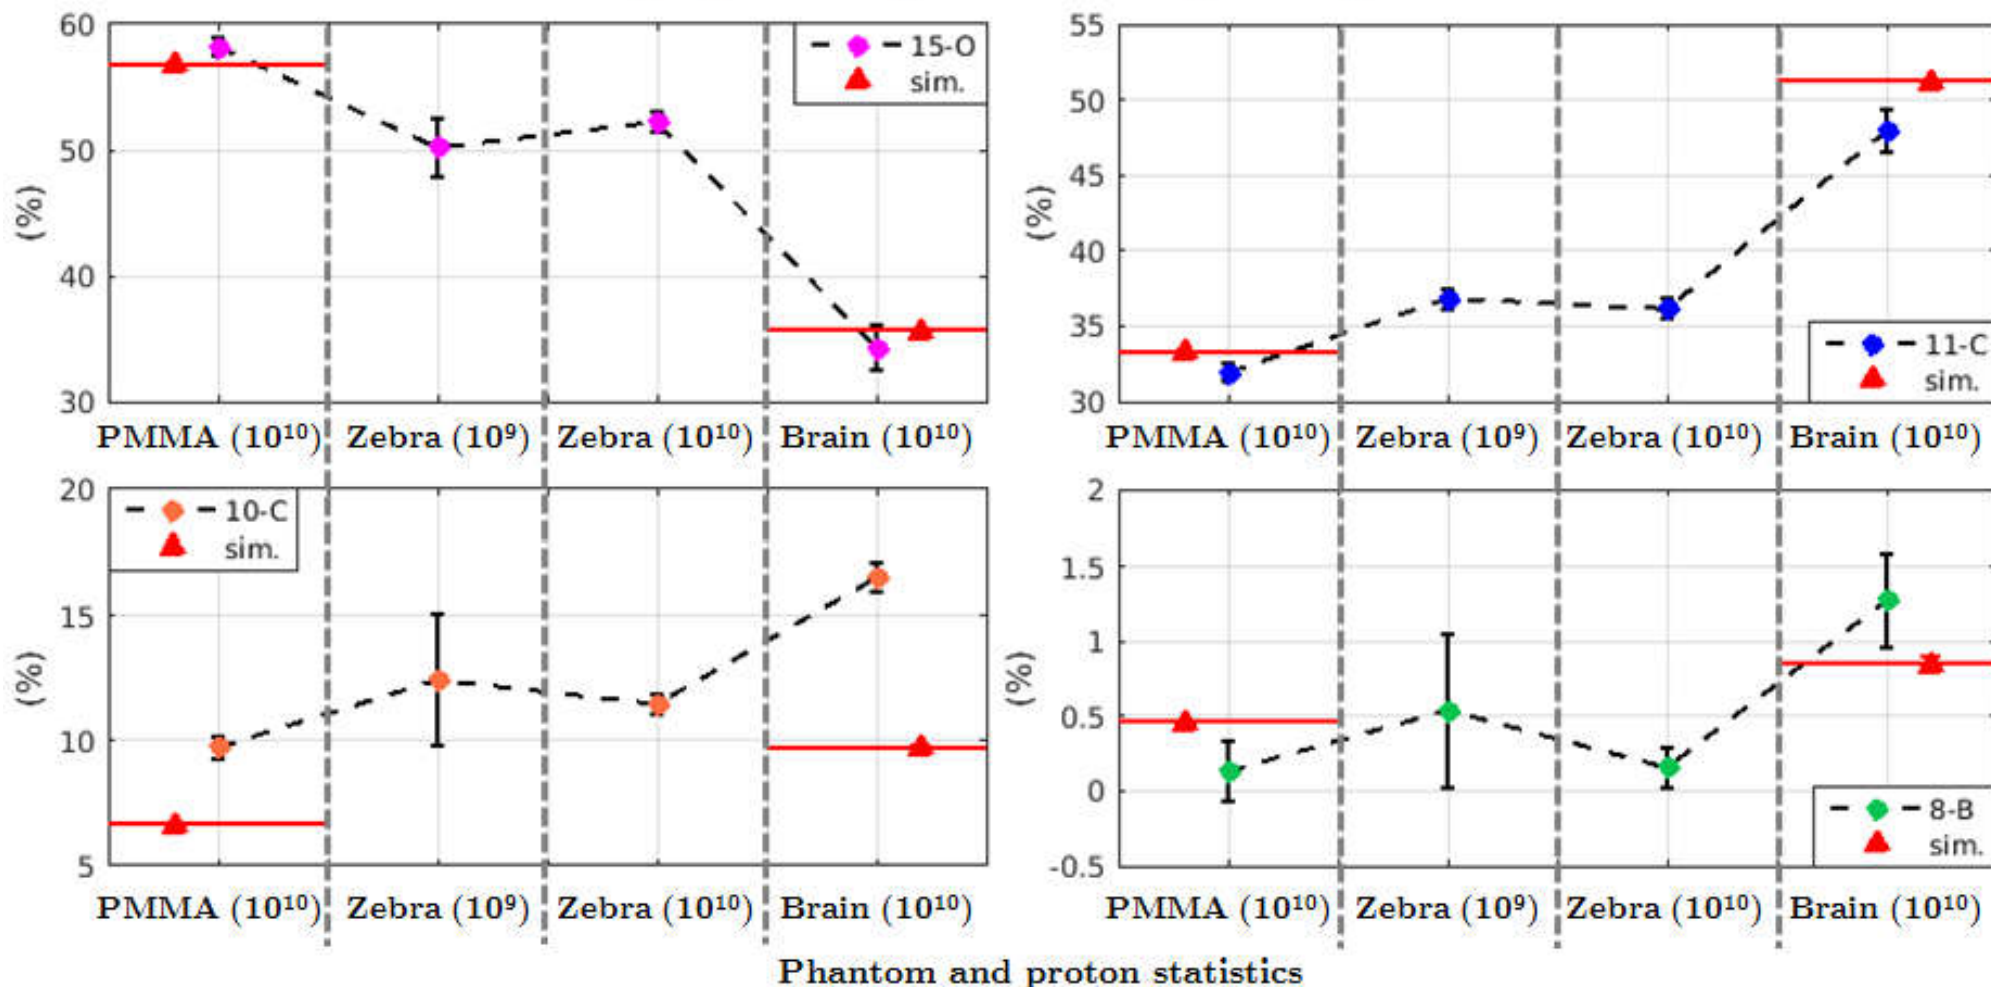 60
50
40
30
(%)
15-O
sim.
PMMA (10¹⁰) Zebra (10⁹) Zebra (10¹⁰) Brain (10¹⁰)
55
50
45
40
35
30
(%)
11-C
sim.
PMMA (10¹⁰) Zebra (10⁹) Zebra (10¹⁰) Brain (10¹⁰)
20
15
10
5
(%)
10-C
sim.
PMMA (10¹⁰) Zebra (10⁹) Zebra (10¹⁰) Brain (10¹⁰)
2
1.5
1
0.5
0
-0.5
(%)
8-B
sim.
PMMA (10¹⁰) Zebra (10⁹) Zebra (10¹⁰) Brain (10¹⁰)
Phantom and proton statistics